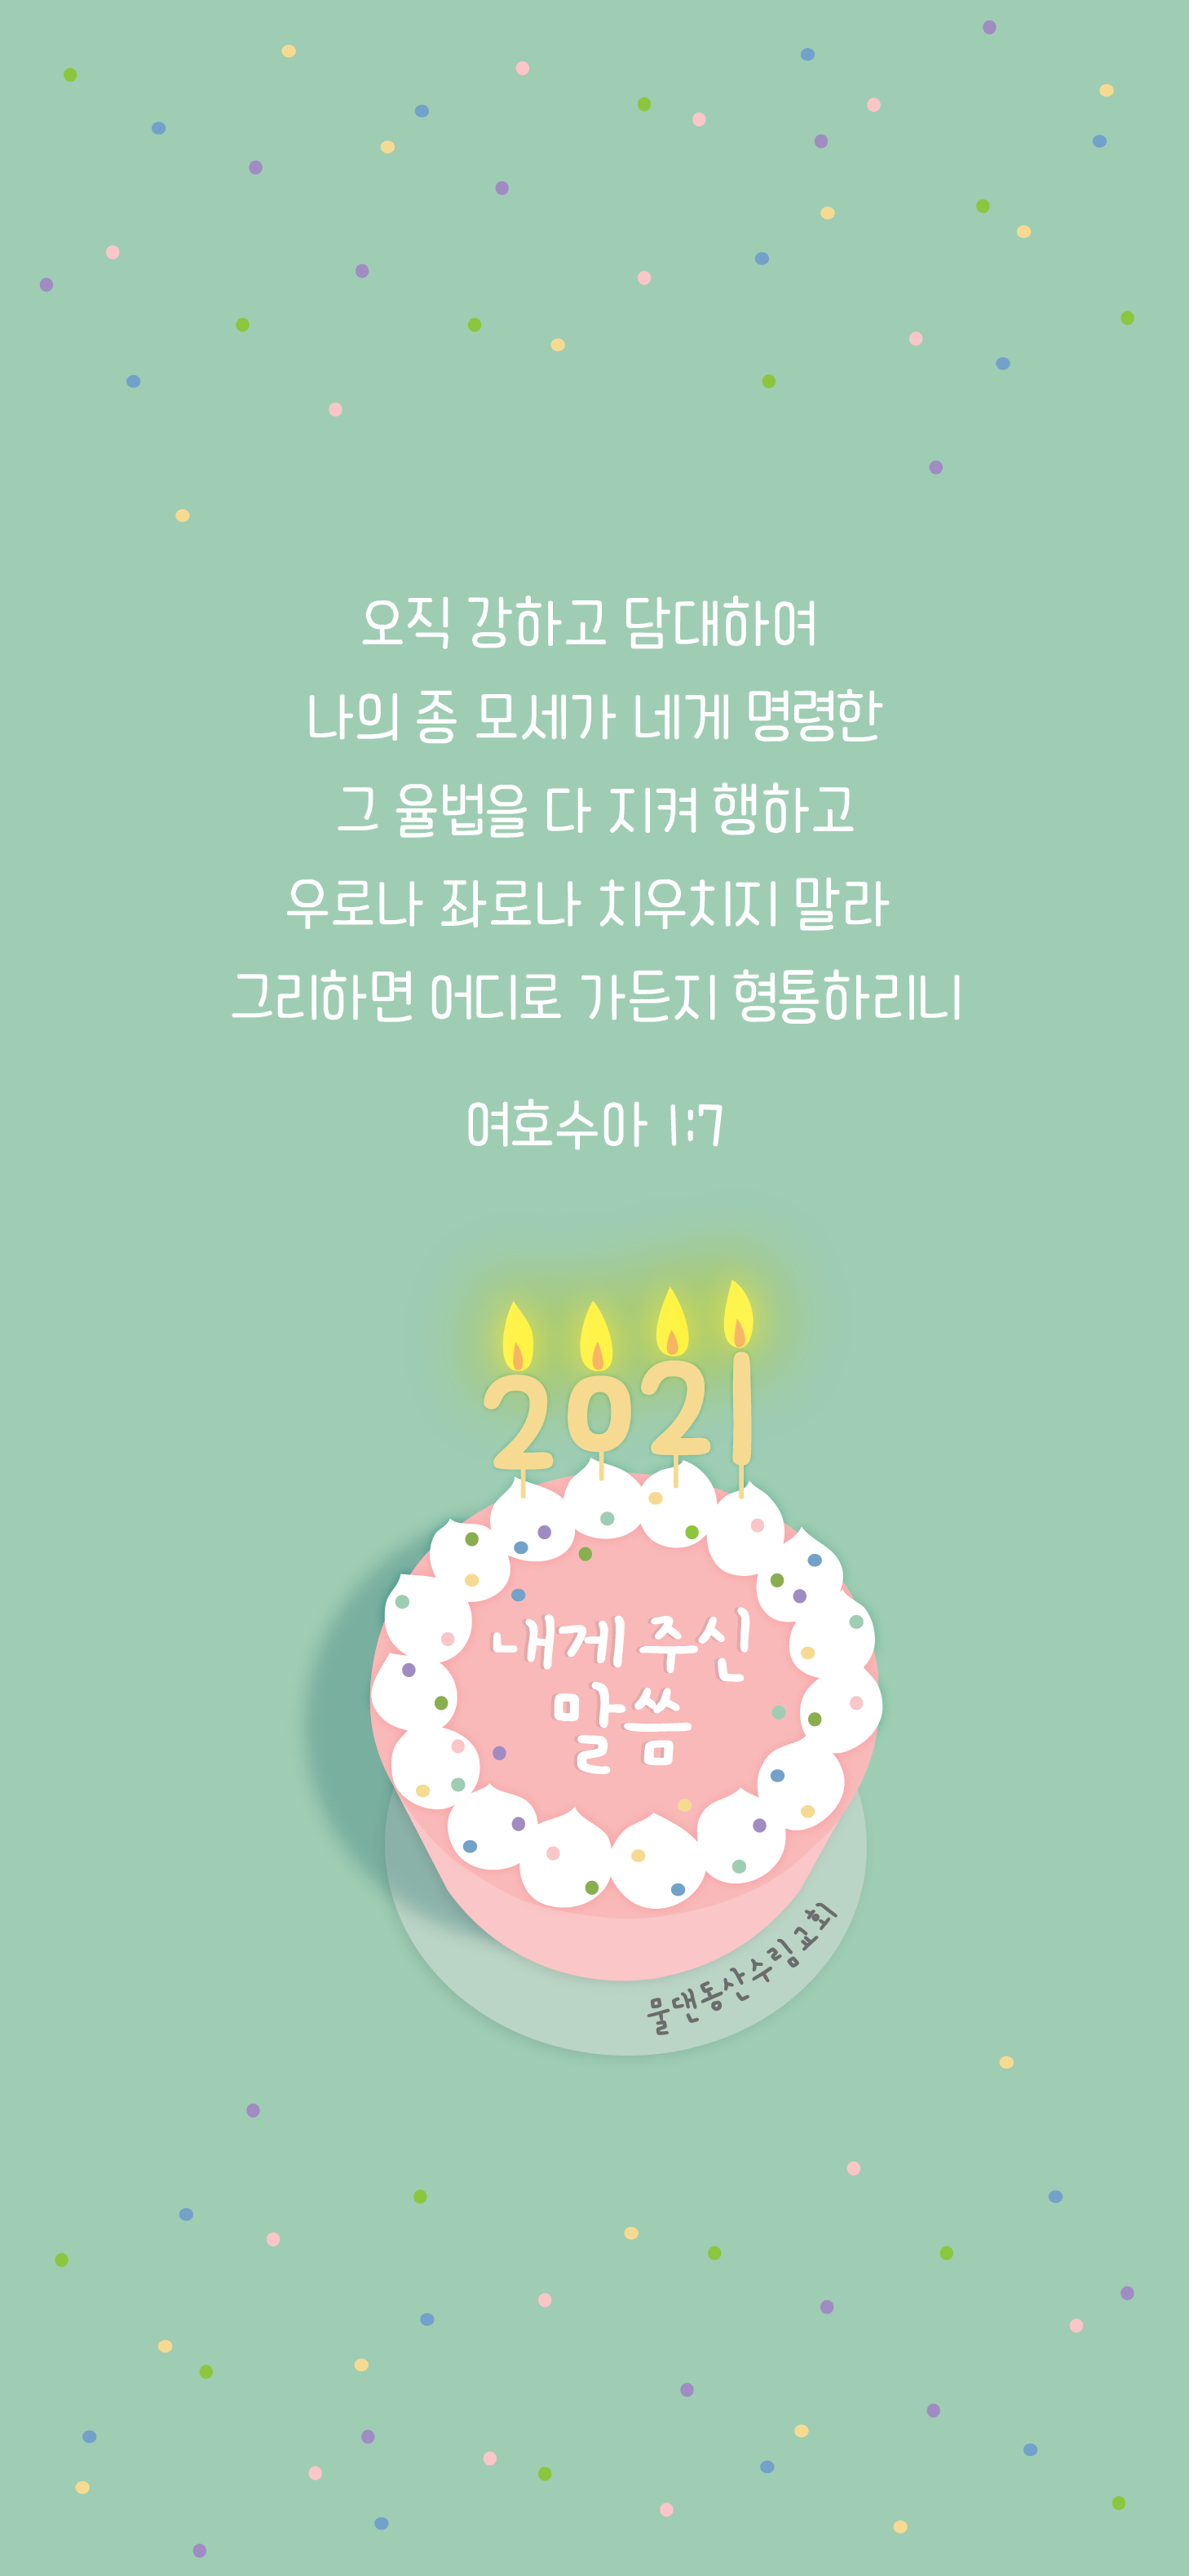 오직 강하고 담대하여
나의 종 모세가 네게 명령한
그 율법을 다 지켜 행하고
우로나 좌로나 치우치지 말라
그리하면 어디로 가든지 형통하리니
여호수아 1:7
2021
내게 주신
말씀
물댄동산수림교회